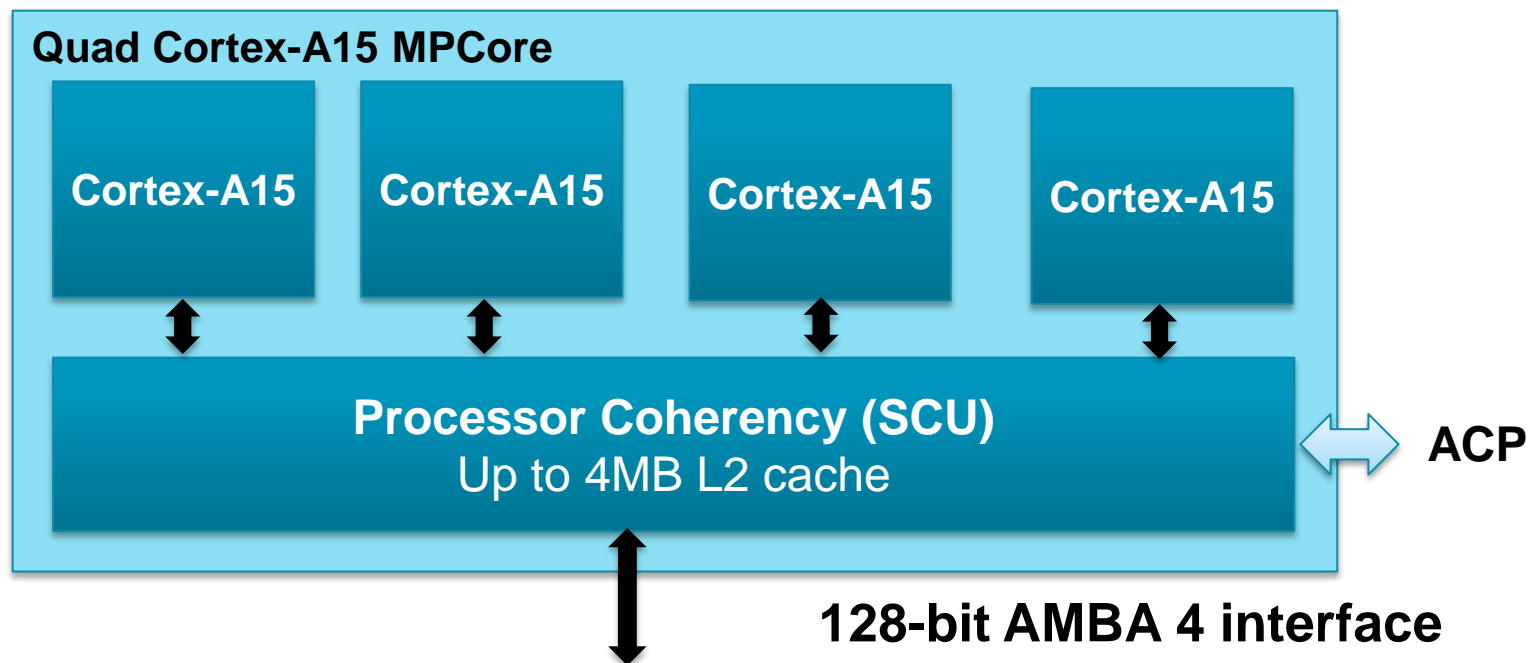 Quad Cortex-A15 MPCore
Cortex-A15
Cortex-A15
Cortex-A15
Cortex-A15
Processor Coherency (SCU)
Up to 4MB L2 cache
ACP
128-bit AMBA 4 interface